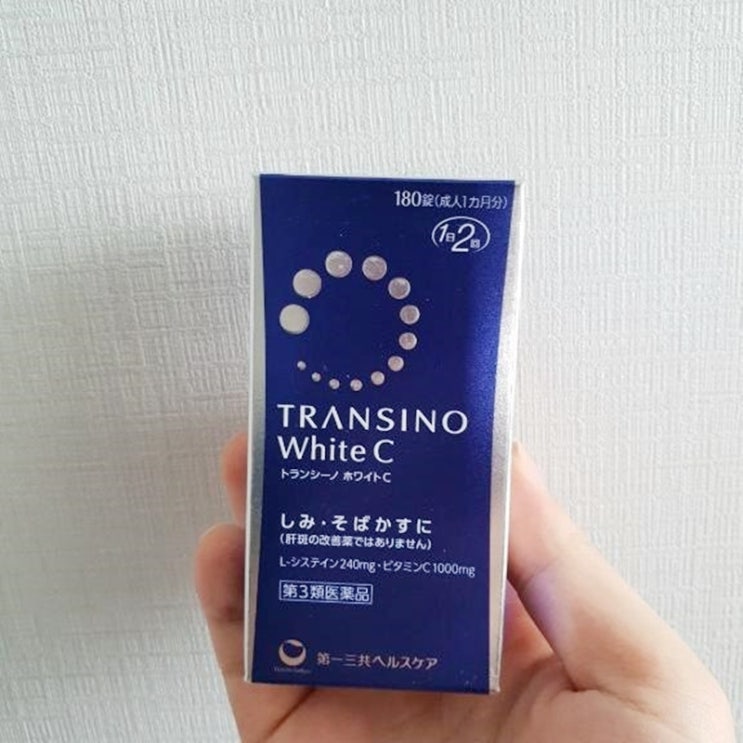 180錠(成人1カ月分)
1日2回
TRANSINO
White C
トランシーノ ホワイトC
しみ・そばかすに
(肝斑の改善薬ではありません)
L-システイン240mg・ビタミンC1000mg
第3類医薬品
第一三共ヘルスケア